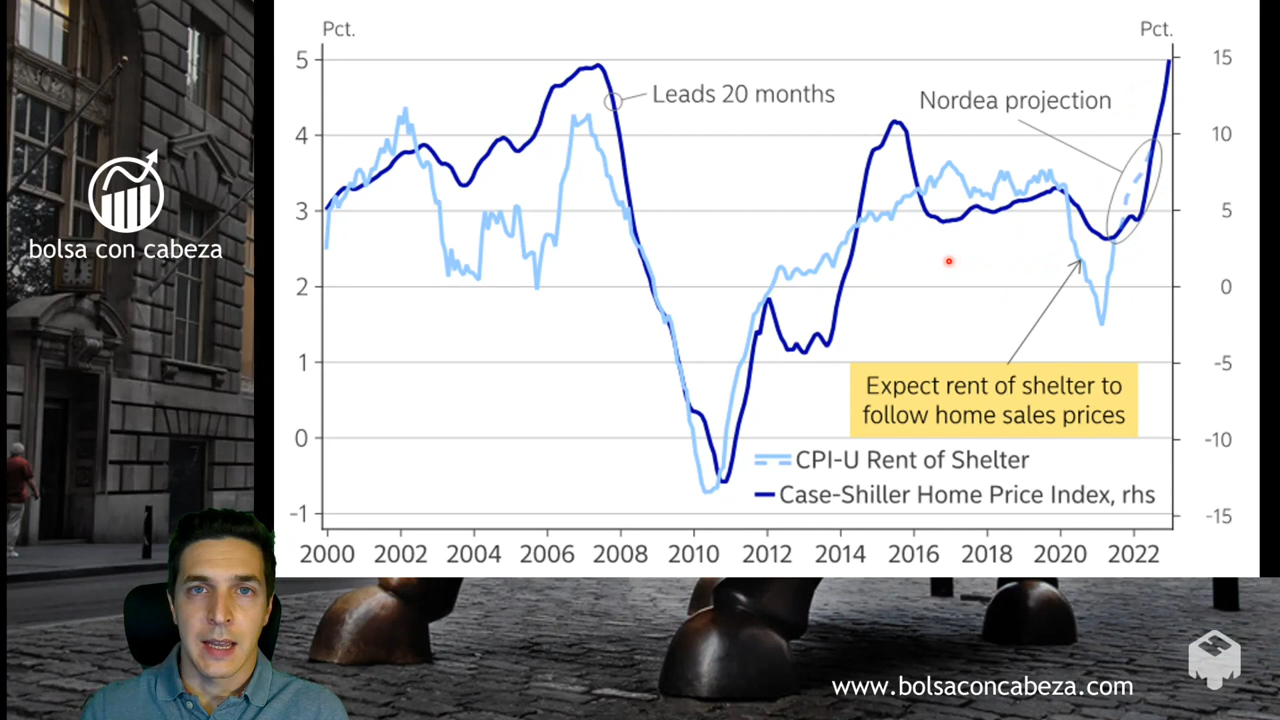 bolsa con cabeza
Pct.
Pct.
5
4
3
2
1
0
-1
15
10
5
0
-5
-10
-15
Leads 20 months
Nordea projection
Expect rent of shelter to
follow home sales prices
CPI-U Rent of Shelter
Case-Shiller Home Price Index, rhs
2000 2002 2004 2006 2008 2010 2012 2014 2016 2018 2020 2022
www.bolsaconcabeza.com